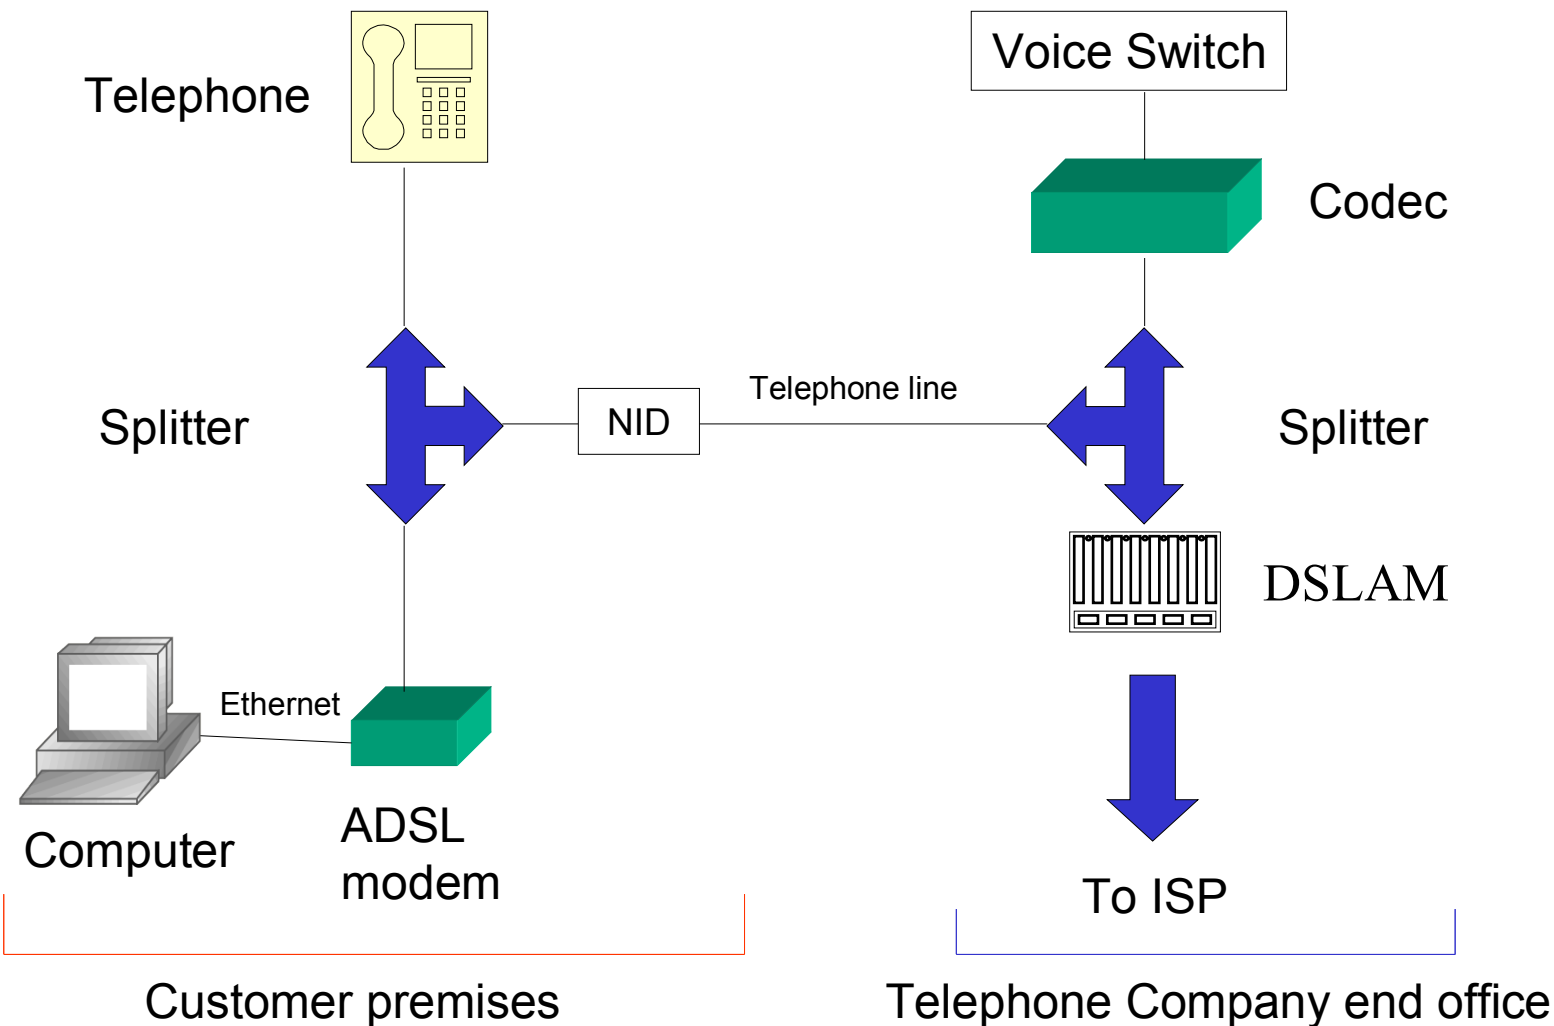 Telephone
Voice Switch
Codec
Splitter
NID
Telephone line
Splitter
DSLAM
Ethernet
Computer
ADSL
modem
To ISP
Customer premises
Telephone Company end office